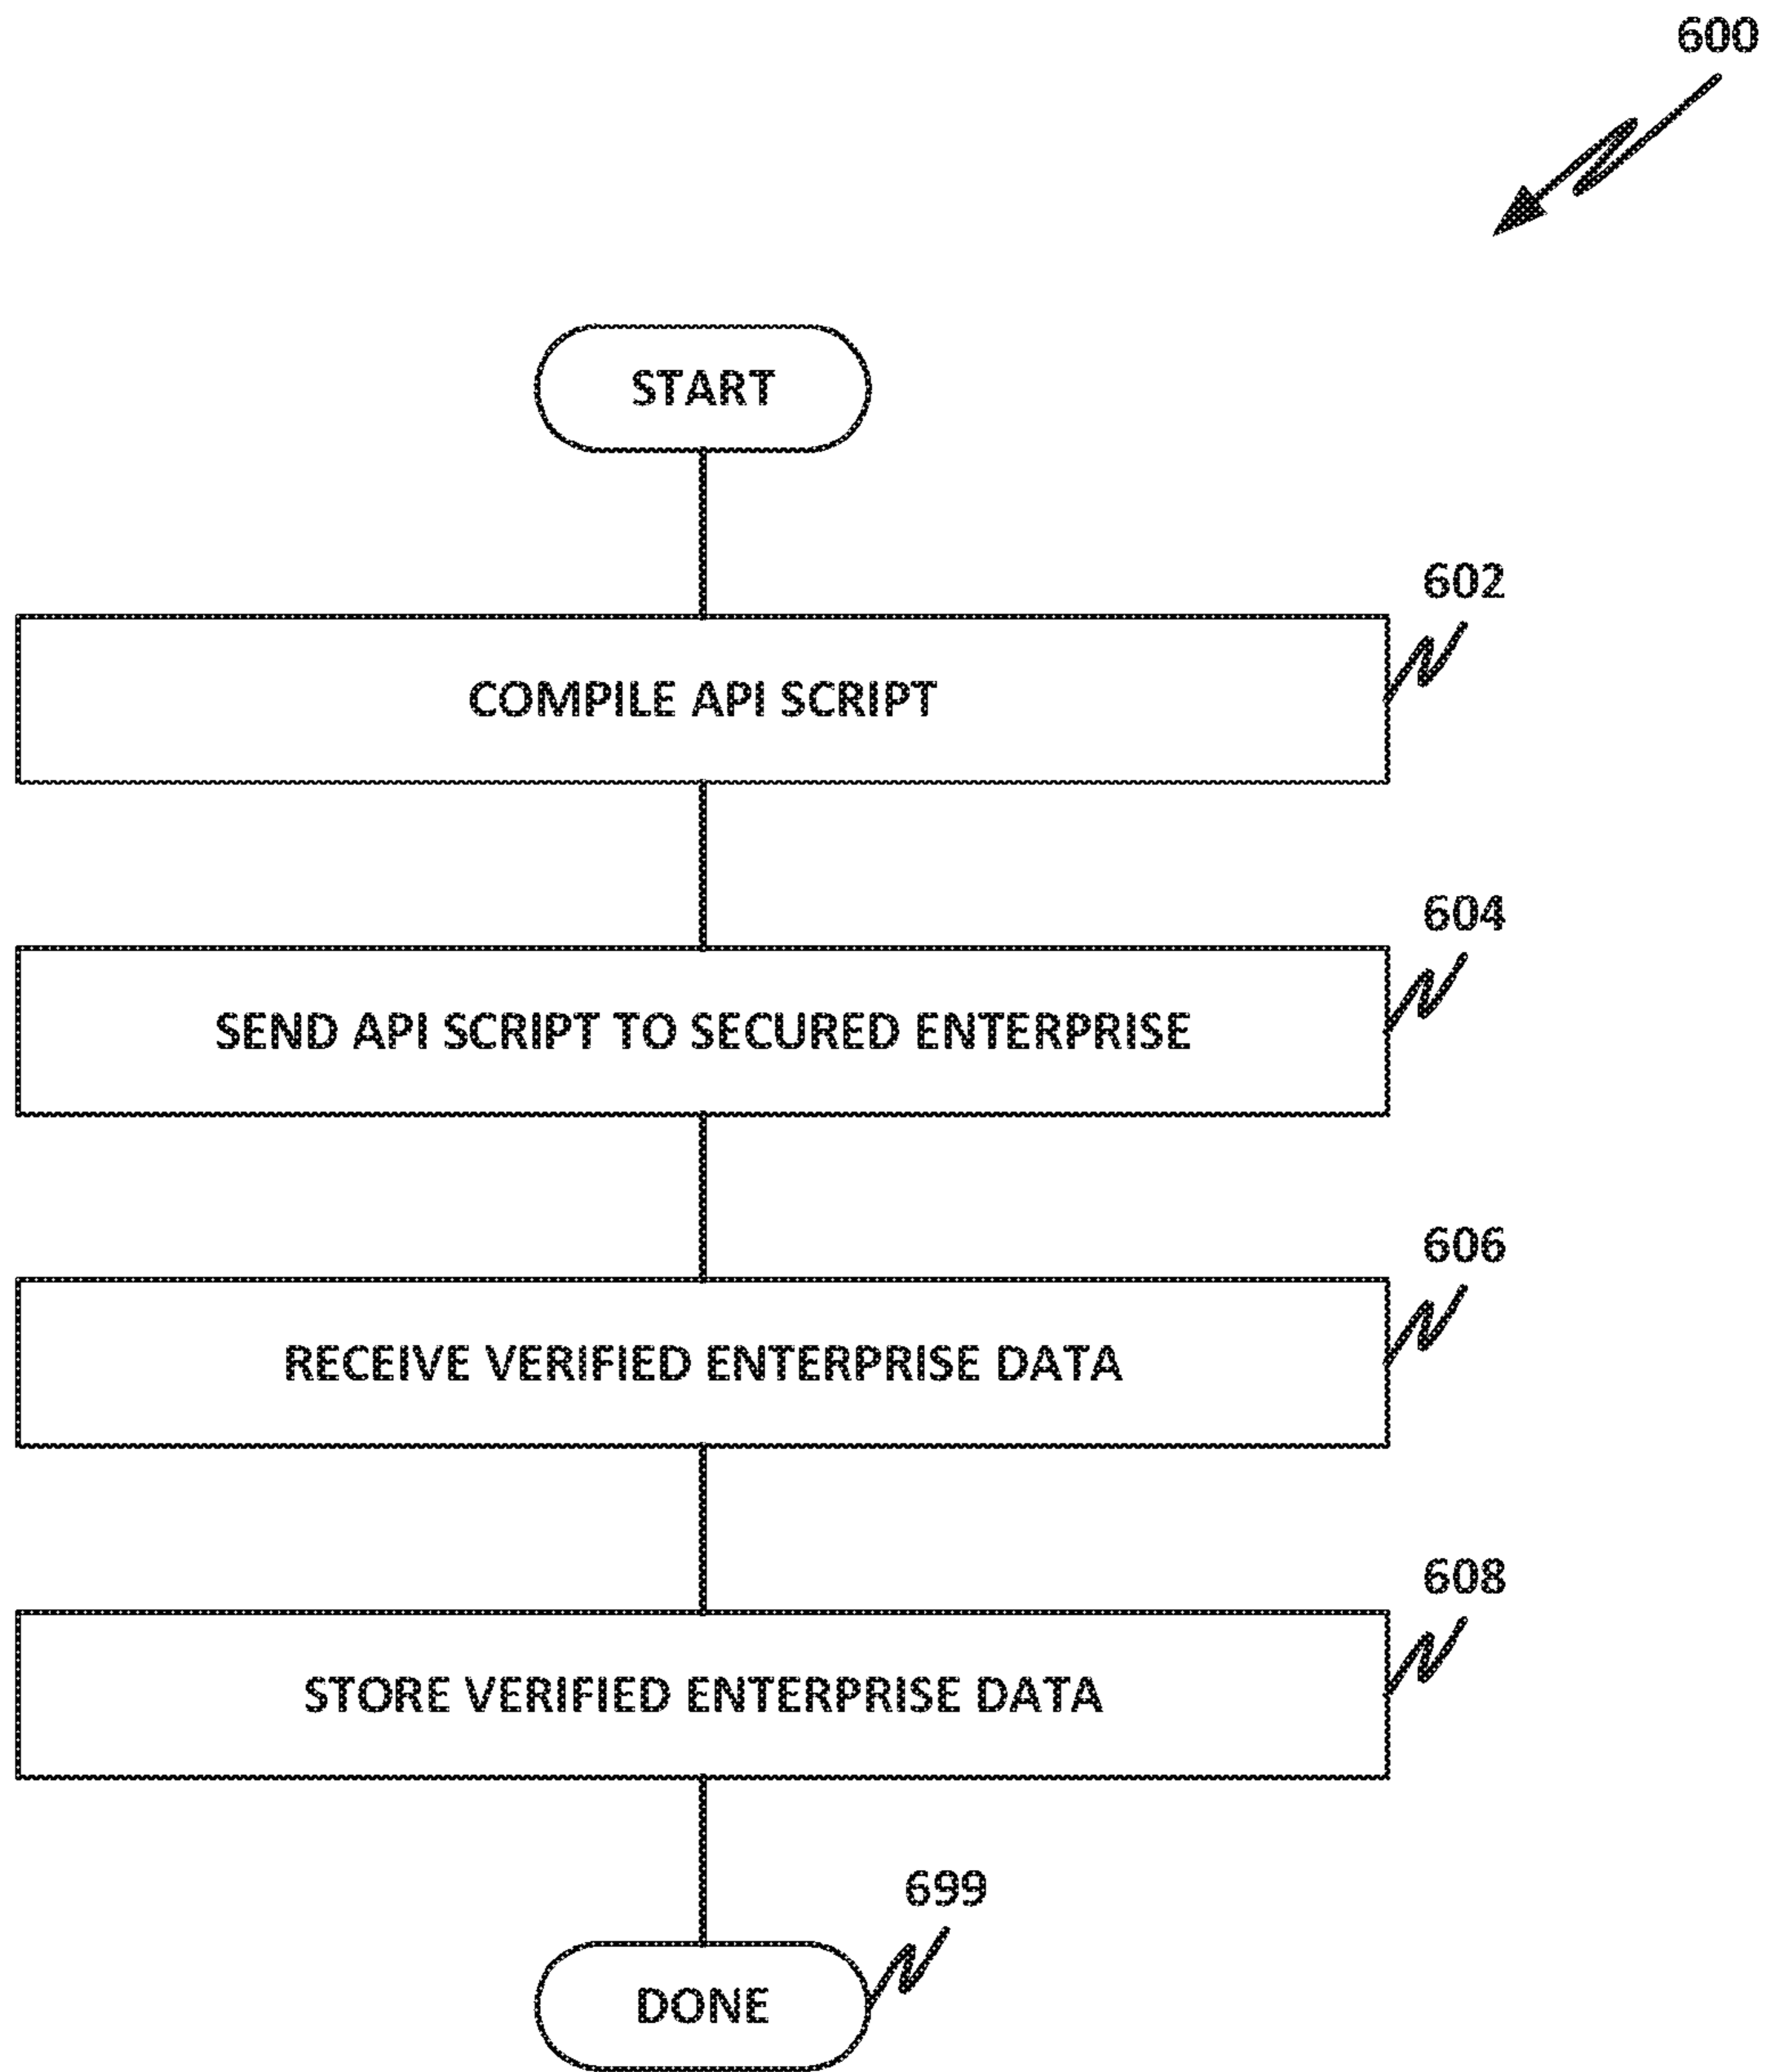 600
START
602
COMPILE API SCRIPT
604
SEND API SCRIPT TO SECURED ENTERPRISE
606
RECEIVE VERIFIED ENTERPRISE DATA
608
STORE VERIFIED ENTERPRISE DATA
699
DONE